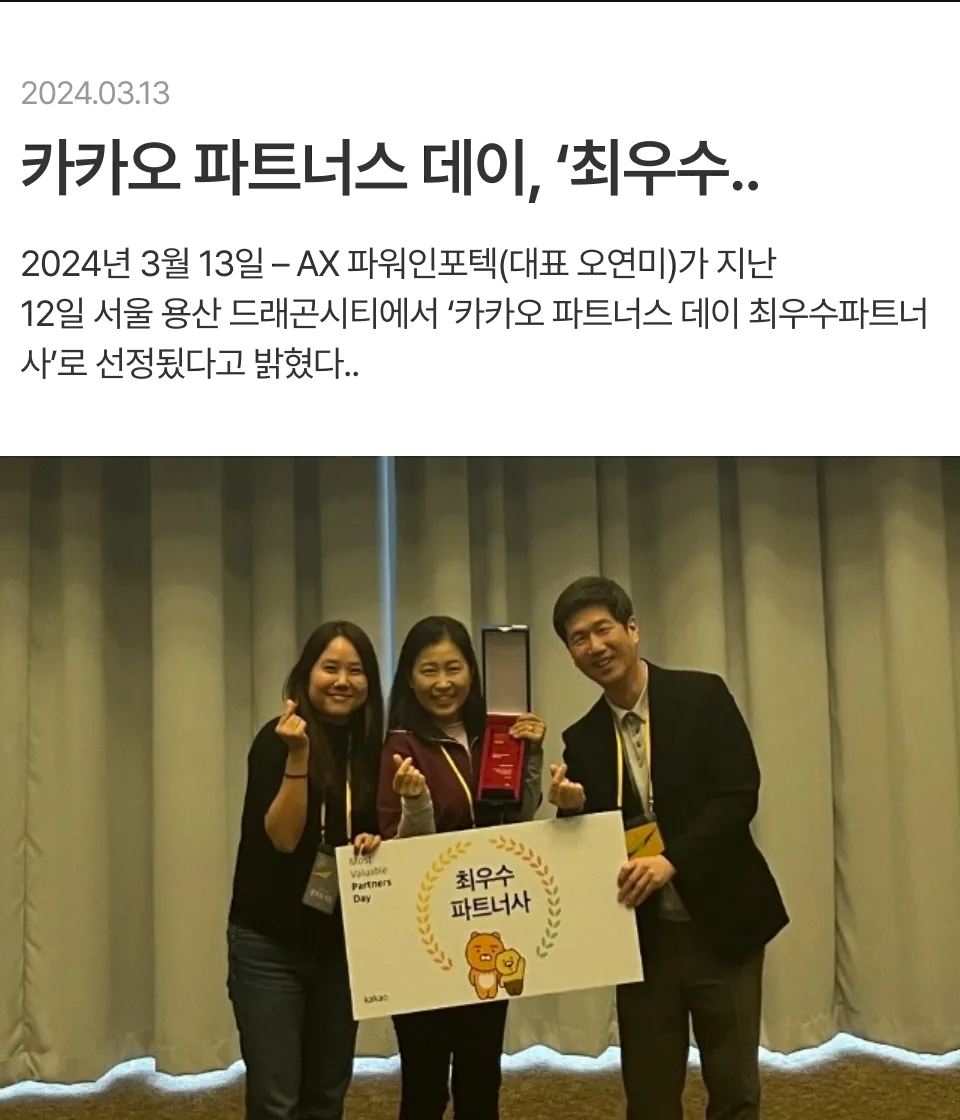 2024.03.13
카카오 파트너스 데이, ‘최우수..
2024년 3월 13일 – AX 파워인포텍(대표 오연미)가 지난
12일 서울 용산 드래곤시티에서 ‘카카오 파트너스 데이 최우수파트너
사’로 선정됬다고 밝혔다..
Most
Valuable
Partners
Day
최우수
파트너사
kakao